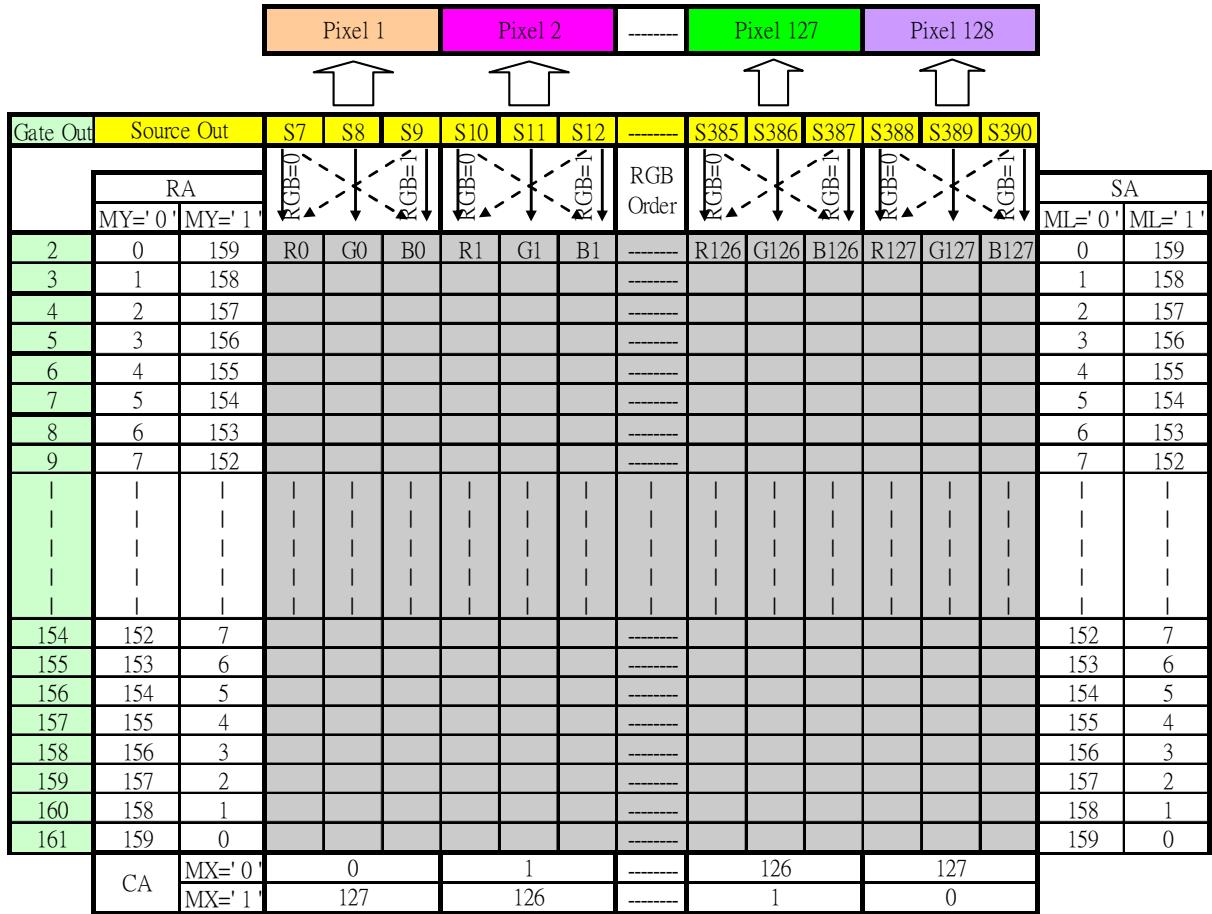 Pixel 1 Pixel 2 -------- Pixel 127 Pixel 128
Gate Out Source Out S7 S8 S9 S10 S11 S12 -------- S385 S386 S387 S388 S389 S390
RGB=0 RGB=1 RGB=0 RGB=1 RGB Order RGB=0 RGB=1 RGB=0 RGB=1
RA SA
MY=' 0 ' MY=' 1 ' ML=' 0 ' ML=' 1 '
2 0 159 R0 G0 B0 R1 G1 B1 -------- R126 G126 B126 R127 G127 B127 0 159
3 1 158 -------- 1 158
4 2 157 -------- 2 157
5 3 156 -------- 3 156
6 4 155 -------- 4 155
7 5 154 -------- 5 154
8 6 153 -------- 6 153
9 7 152 -------- 7 152
154 152 7 -------- 152 7
155 153 6 -------- 153 6
156 154 5 -------- 154 5
157 155 4 -------- 155 4
158 156 3 -------- 156 3
159 157 2 -------- 157 2
160 158 1 -------- 158 1
161 159 0 -------- 159 0
CA MX=' 0 ' 0 1 -------- 126 127
MX=' 1 ' 127 126 -------- 1 0